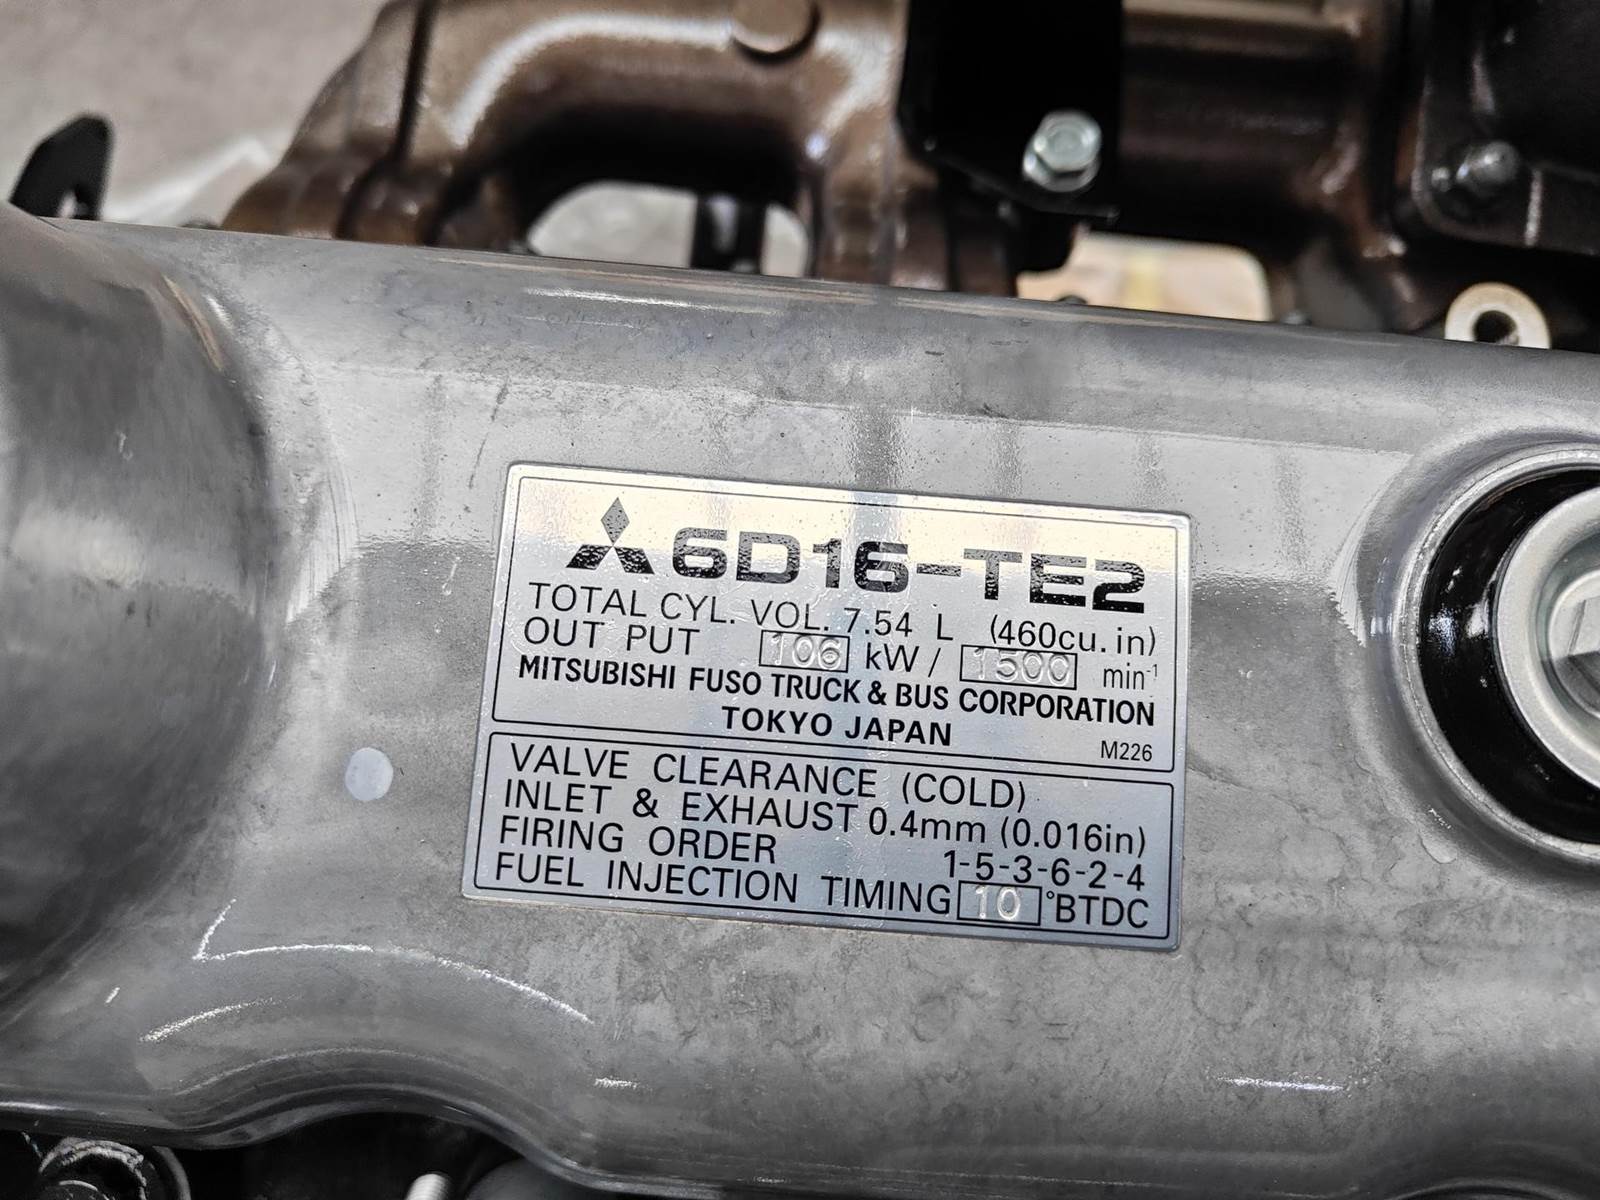 6D16-TE2
TOTAL CYL. VOL. 7.54 L (460cu. in)
OUT PUT 106 kW / 1500 min-1
MITSUBISHI FUSO TRUCK & BUS CORPORATION
TOKYO JAPAN M226
VALVE CLEARANCE (COLD)
INLET & EXHAUST 0.4mm (0.016in)
FIRING ORDER 1-5-3-6-2-4
FUEL INJECTION TIMING 10 °BTDC